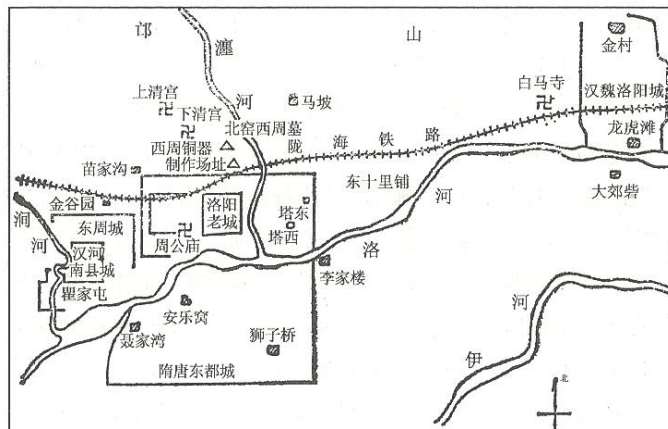 邙 山
瀍
河
金村
上清宫
马坡
白马寺
汉魏洛阳城
下清宫
北窑西周墓
西周铜器
制作场址
陇 海 铁 路
龙虎滩
苗家沟
东十里铺
大郊砦
金谷园
洛阳
老城
塔东
塔西
涧
河
东周城
周公庙
洛 河
汉河
南县城
李家楼
瞿家屯
安乐窝
聂家湾
狮子桥
伊 河
隋唐东都城
北